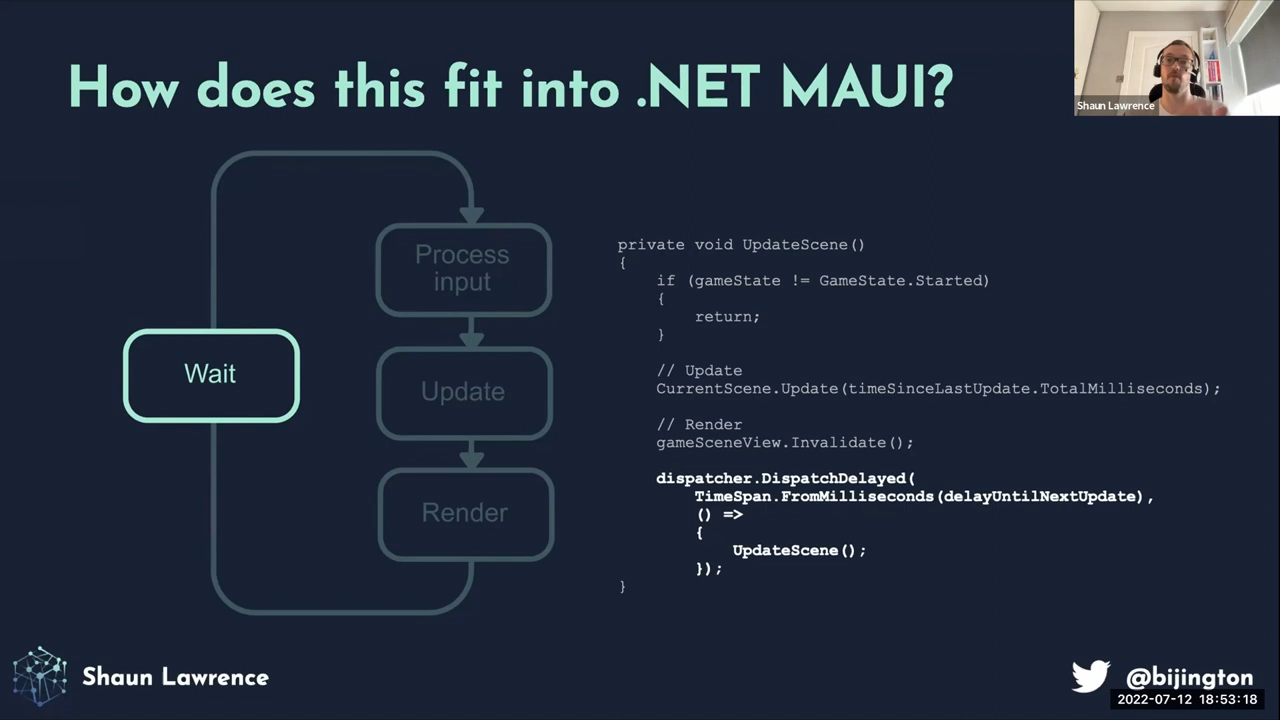 How does this fit into .NET MAUI?
Shaun Lawrence
Process
input
Wait
Update
Render
private void UpdateScene()
{
    if (gameState != GameState.Started)
    {
        return;
    }
    // Update
    CurrentScene.Update(timeSinceLastUpdate.TotalMilliseconds);
    // Render
    gameSceneView.Invalidate();
    dispatcher.DispatchDelayed(
        TimeSpan.FromMilliseconds(delayUntilNextUpdate),
        () =>
        {
            UpdateScene();
        });
}
Shaun Lawrence
@bijington
2022-07-12 18:53:18